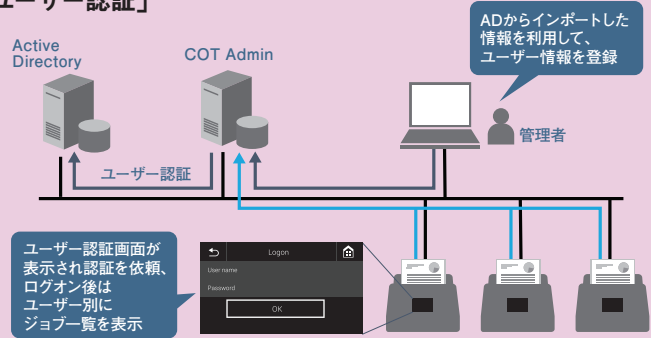 ユーザー認証」
ADからインポートした
情報を利用して、
ユーザー情報を登録
Active
Directory
COT Admin
管理者
ユーザー認証
ユーザー認証画面が
表示され認証を依頼、
ログオン後は
ユーザー別に
ジョブ一覧を表示
Logon
User name
Password
OK